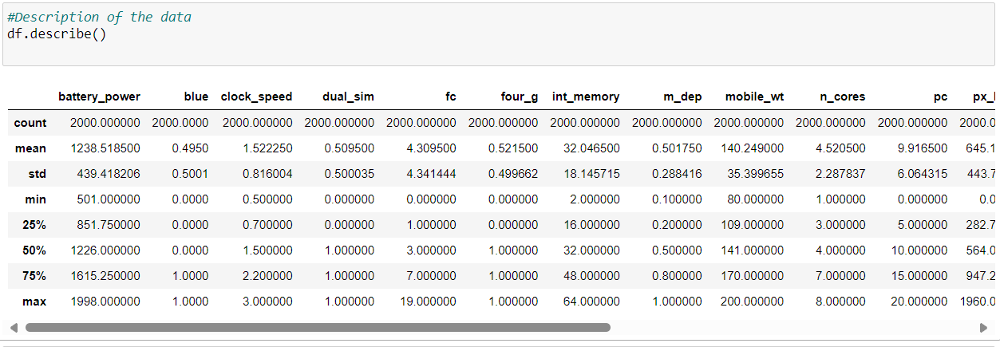 #Description of the data
df.describe()
battery_power blue clock_speed dual_sim fc four_g int_memory m_dep mobile_wt n_cores pc
count 2000.000000 2000.0000 2000.000000 2000.000000 2000.000000 2000.000000 2000.000000 2000.000000 2000.000000 2000.000000 2000.000000 2000.0
mean 1238.518500 0.4950 1.522250 0.509500 4.309500 0.521500 32.046500 0.501750 140.249000 4.520500 9.916500 645.1
std 439.418206 0.5001 0.816004 0.500035 4.341444 0.499662 18.145715 0.288416 35.399655 2.287837 6.064315 443.7
min 501.000000 0.0000 0.500000 0.000000 0.000000 0.000000 2.000000 0.100000 80.000000 1.000000 0.000000 0.0
25% 851.750000 0.0000 0.700000 0.000000 1.000000 0.000000 16.000000 0.200000 109.000000 3.000000 5.000000 282.7
50% 1226.000000 0.0000 1.500000 1.000000 3.000000 1.000000 32.000000 0.500000 141.000000 4.000000 10.000000 564.0
75% 1615.250000 1.0000 2.200000 1.000000 7.000000 1.000000 48.000000 0.800000 170.000000 7.000000 15.000000 947.2
max 1998.000000 1.0000 3.000000 1.000000 19.000000 1.000000 64.000000 1.000000 200.000000 8.000000 20.000000 1960.0